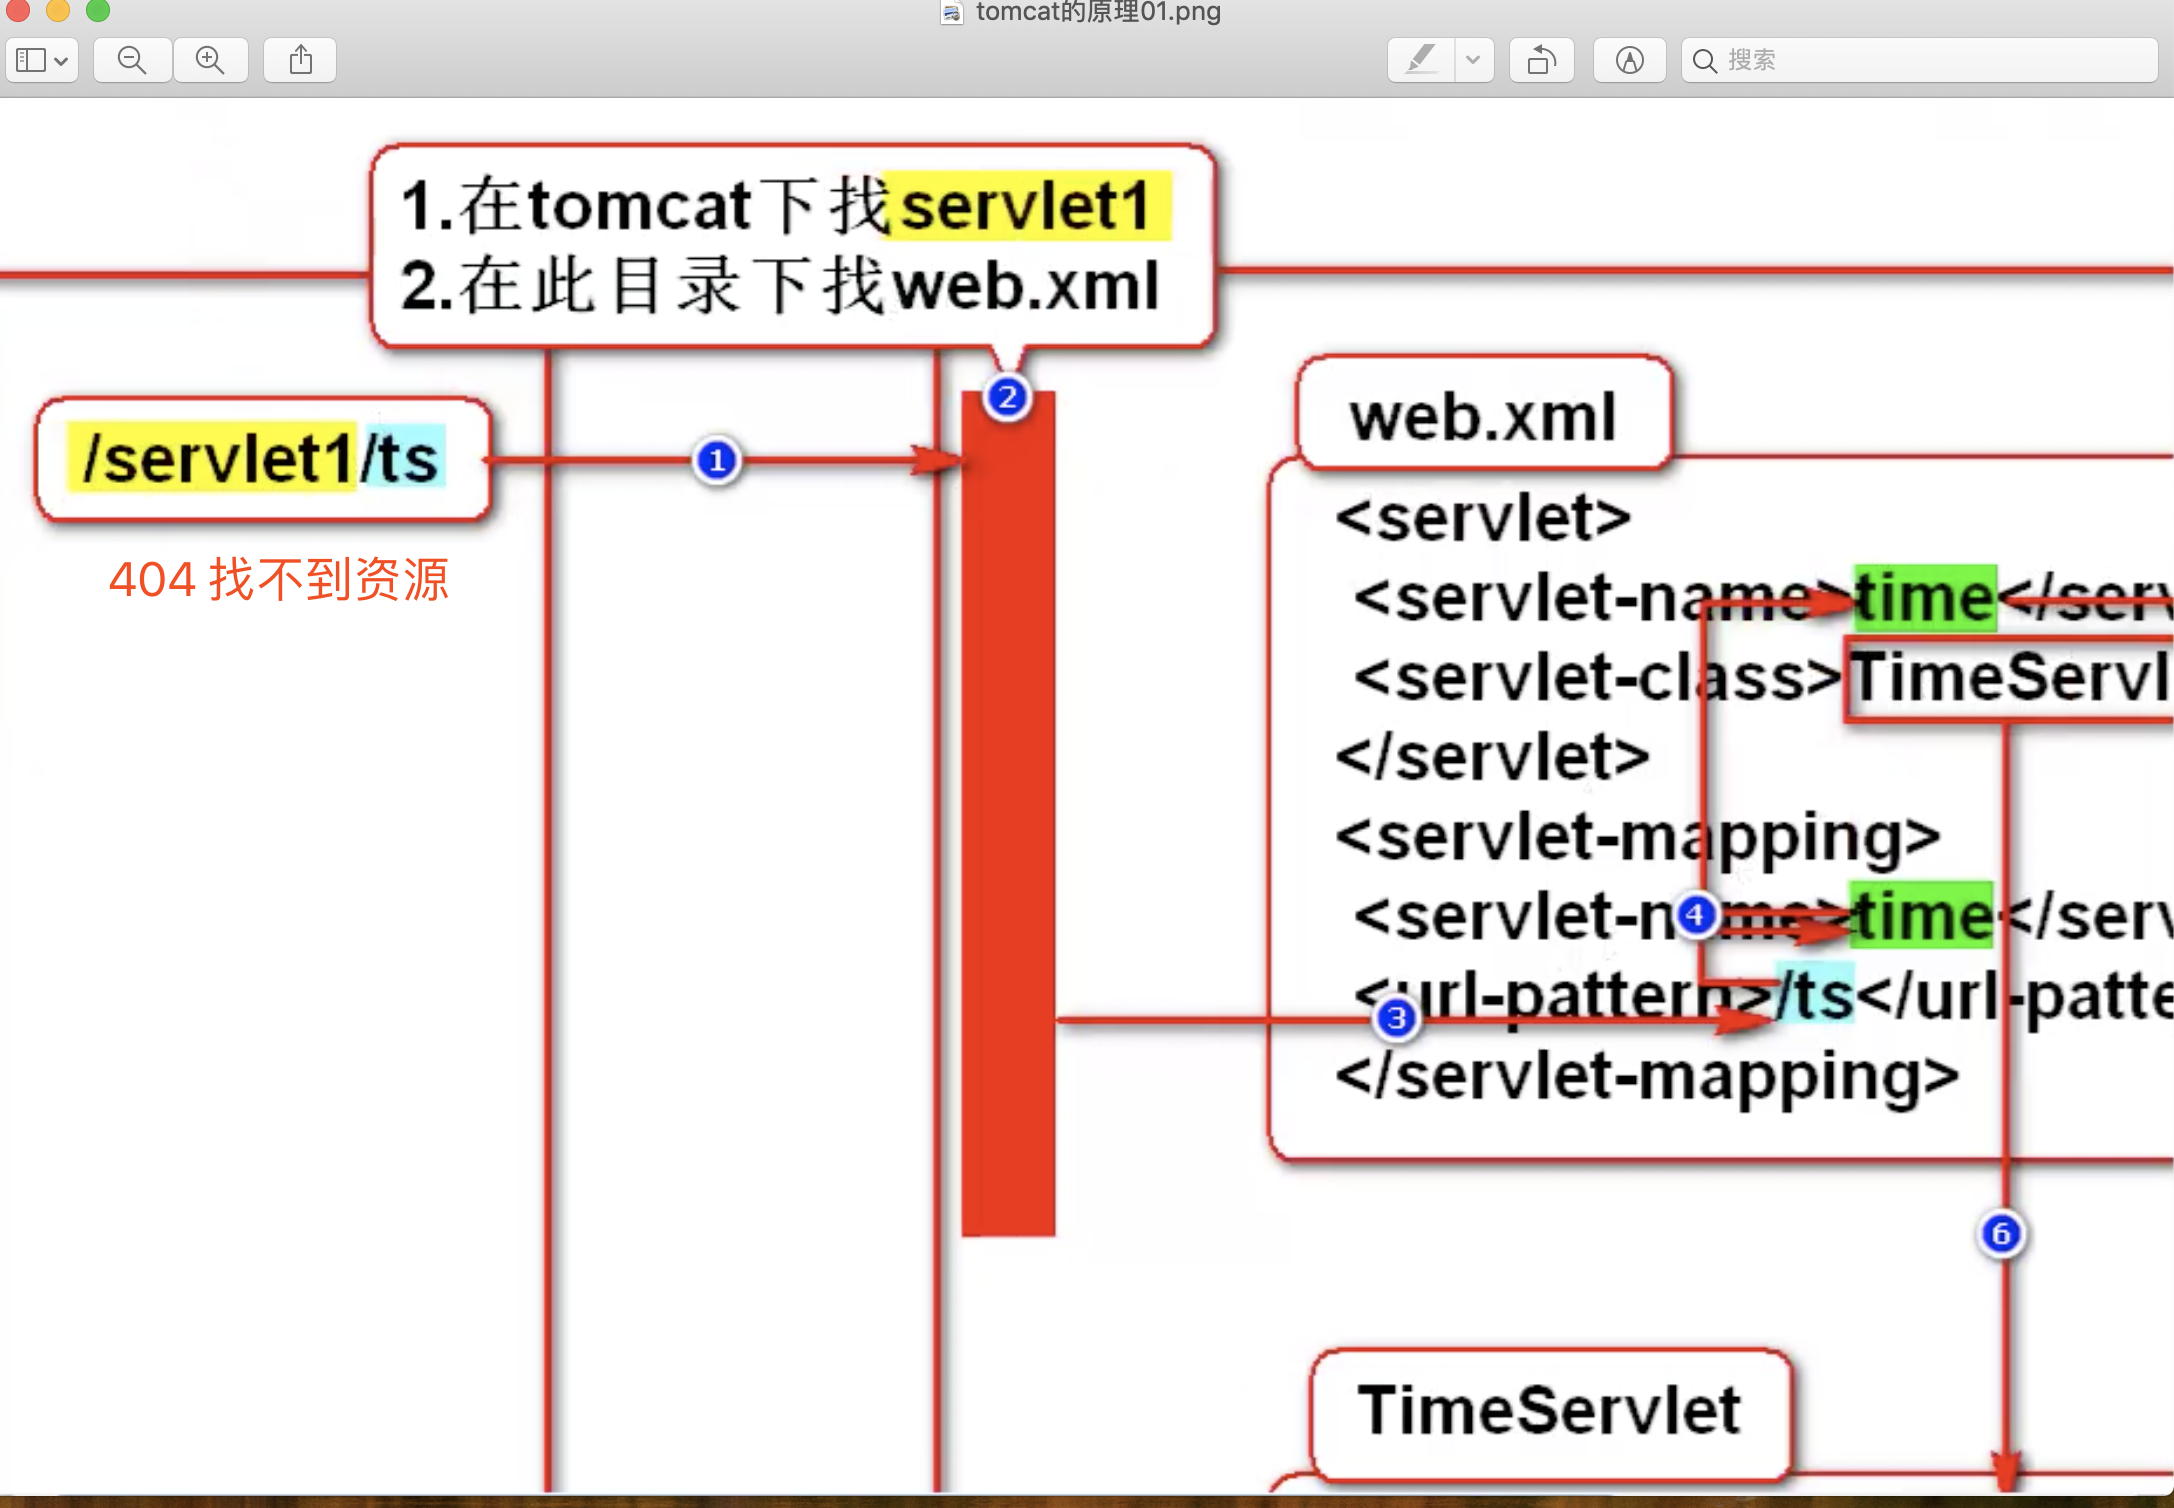 tomcat的原理01.png
搜索
1.在tomcat下找servlet1
2.在此目录下找web.xml
2
/servlet1/ts
1
404 找不到资源
web.xml
<servlet>
<servlet-name>time</serv
<servlet-class>TimeServl
</servlet>
<servlet-mapping>
4
<servlet-name>time</serv
<url-pattern>/ts</url-patte
3
</servlet-mapping>
6
TimeServlet